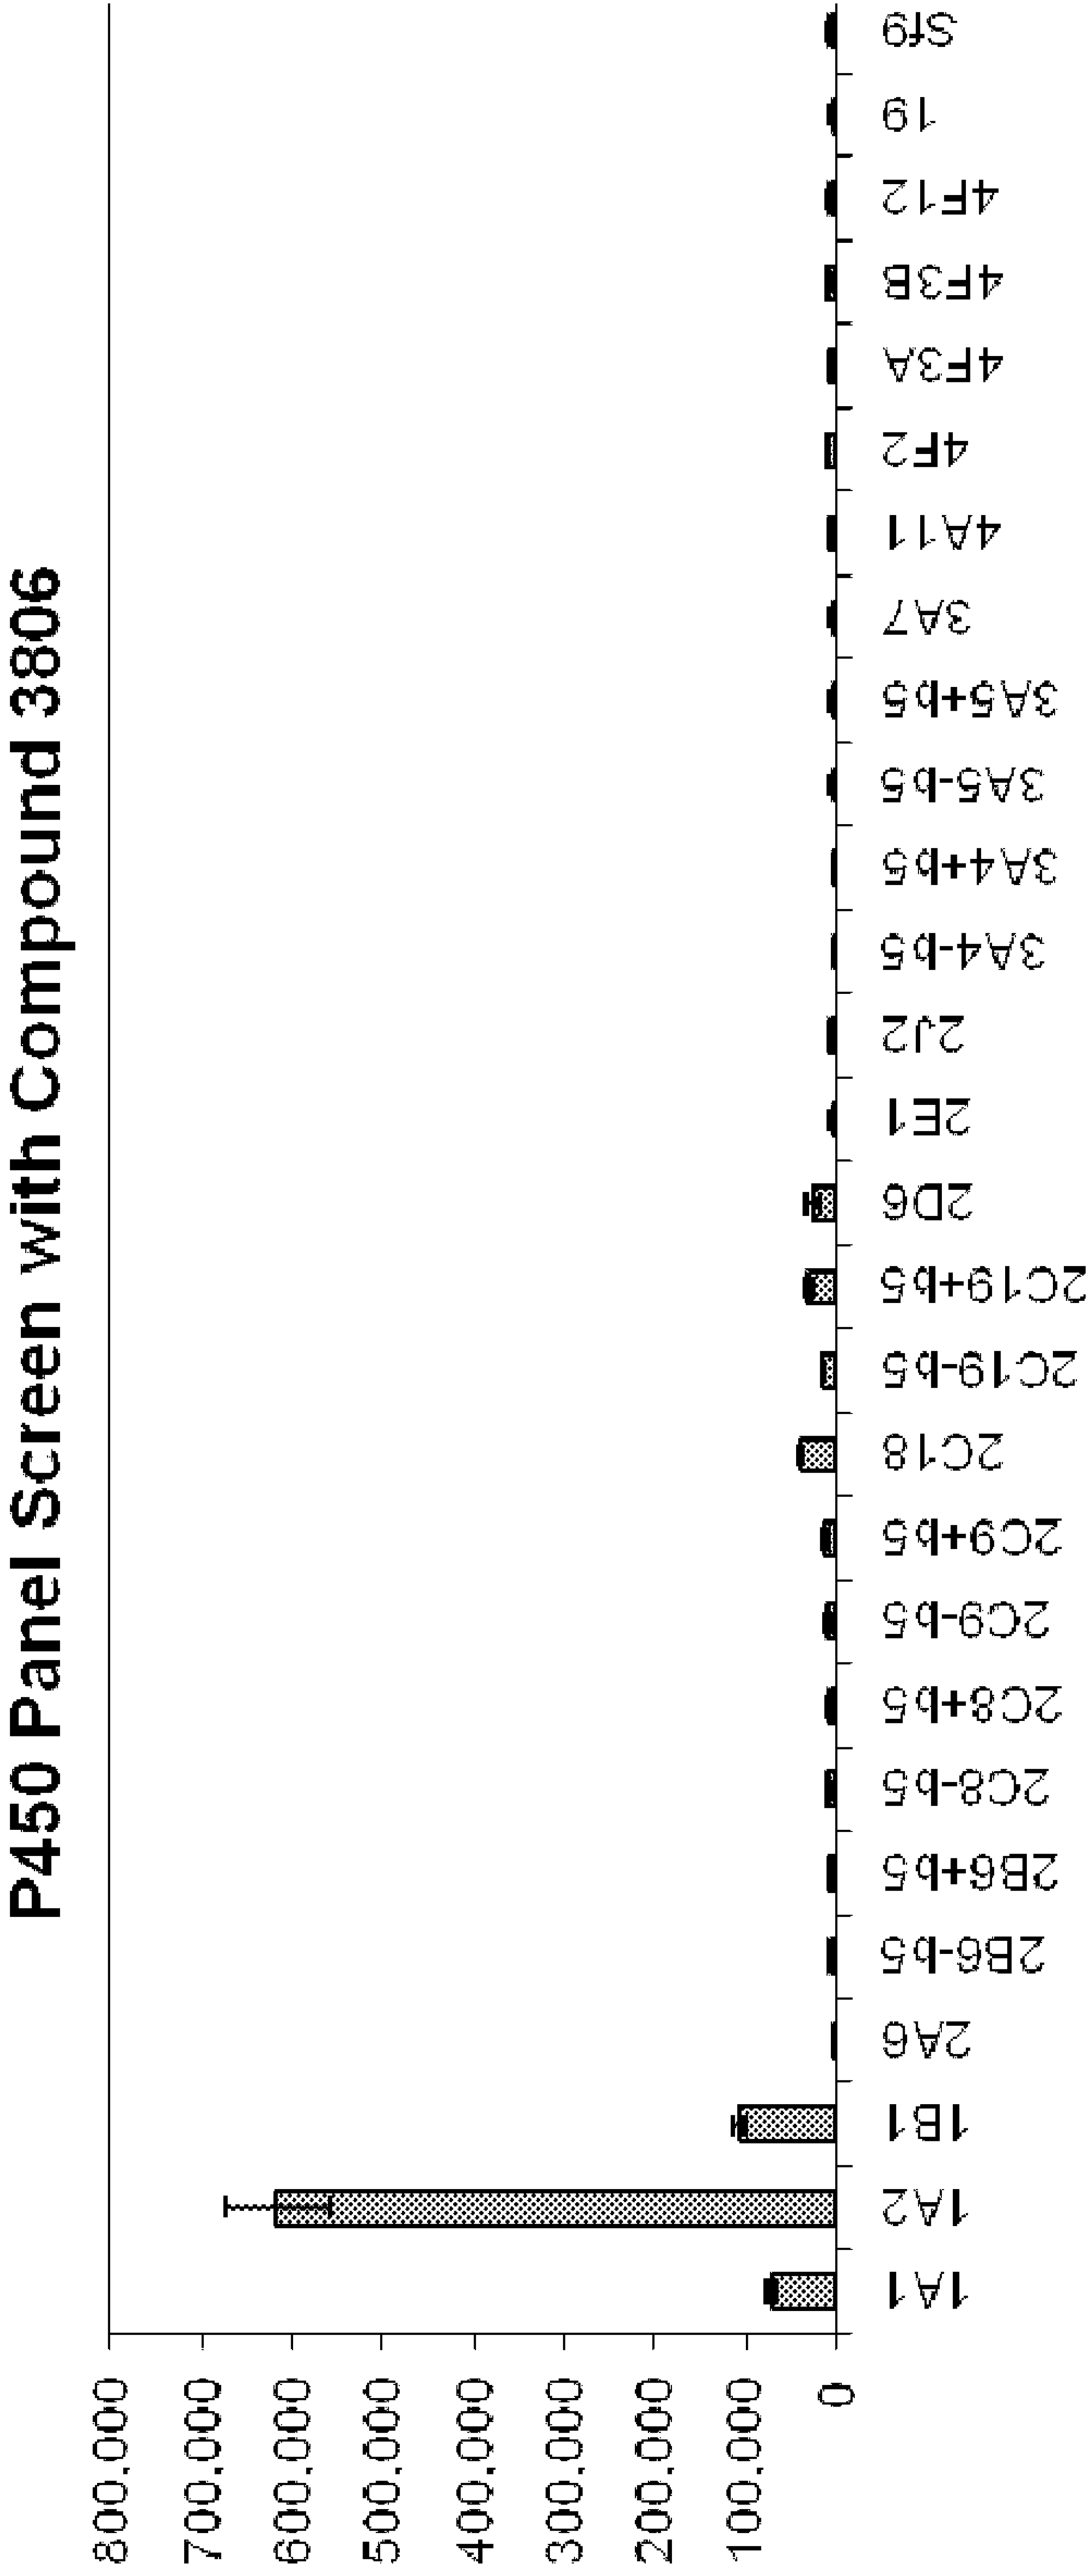 P450 Panel Screen with Compound 3806
800,000
700,000
600,000
500,000
400,000
300,000
200,000
100,000
0
1A1
1A2
1B1
2A6
2B6-b5
2B6+b5
2C8-b5
2C8+b5
2C9-b5
2C9+b5
2C18
2C19-b5
2C19+b5
2D6
2E1
2J2
3A4-b5
3A4+b5
3A5-b5
3A5+b5
3A7
4A11
4F2
4F3A
4F3B
4F12
19
Sf9